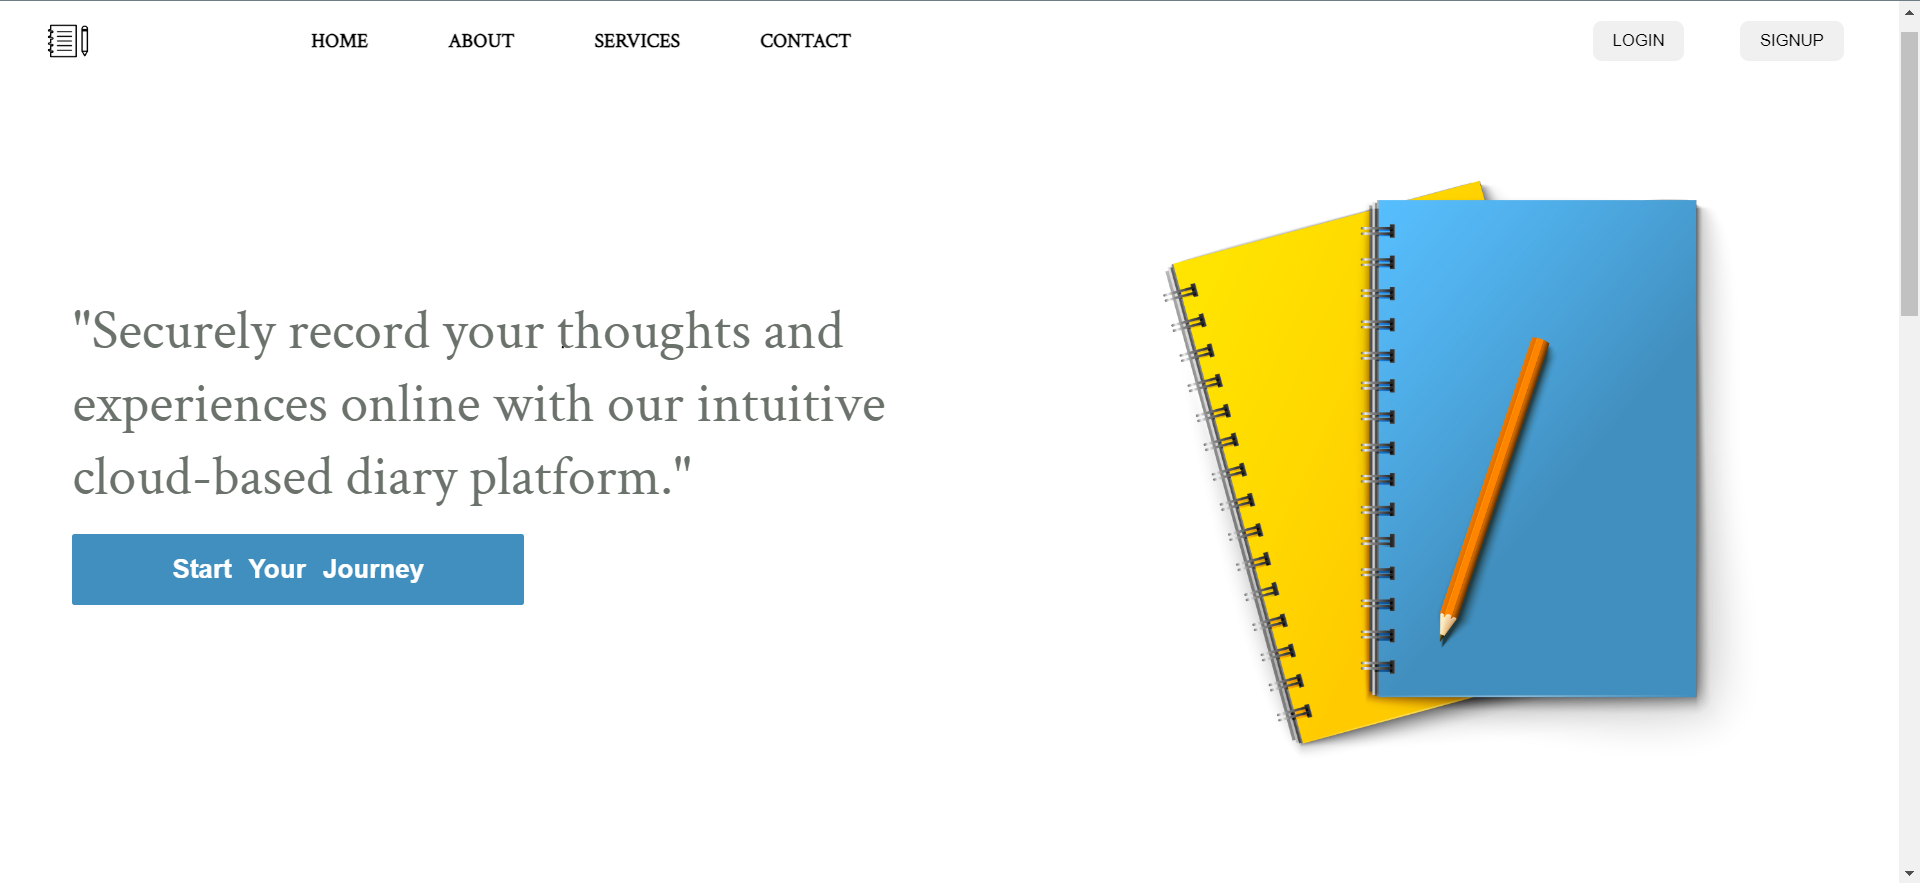 HOME ABOUT SERVICES CONTACT LOGIN SIGNUP
"Securely record your thoughts and
experiences online with our intuitive
cloud-based diary platform."
Start Your Journey